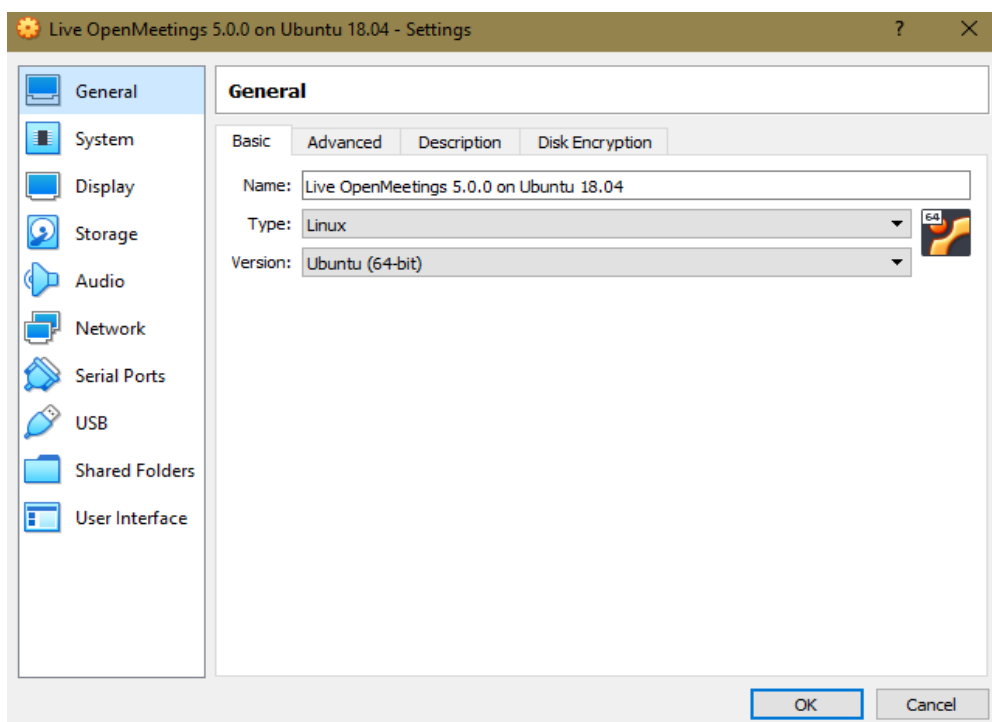 Live OpenMeetings 5.0.0 on Ubuntu 18.04 - Settings
?
General
System
Display
Storage
Audio
Network
Serial Ports
USB
Shared Folders
User Interface
General
Basic Advanced Description Disk Encryption
Name: Live OpenMeetings 5.0.0 on Ubuntu 18.04
Type: Linux
64
Version: Ubuntu (64-bit)
OK Cancel